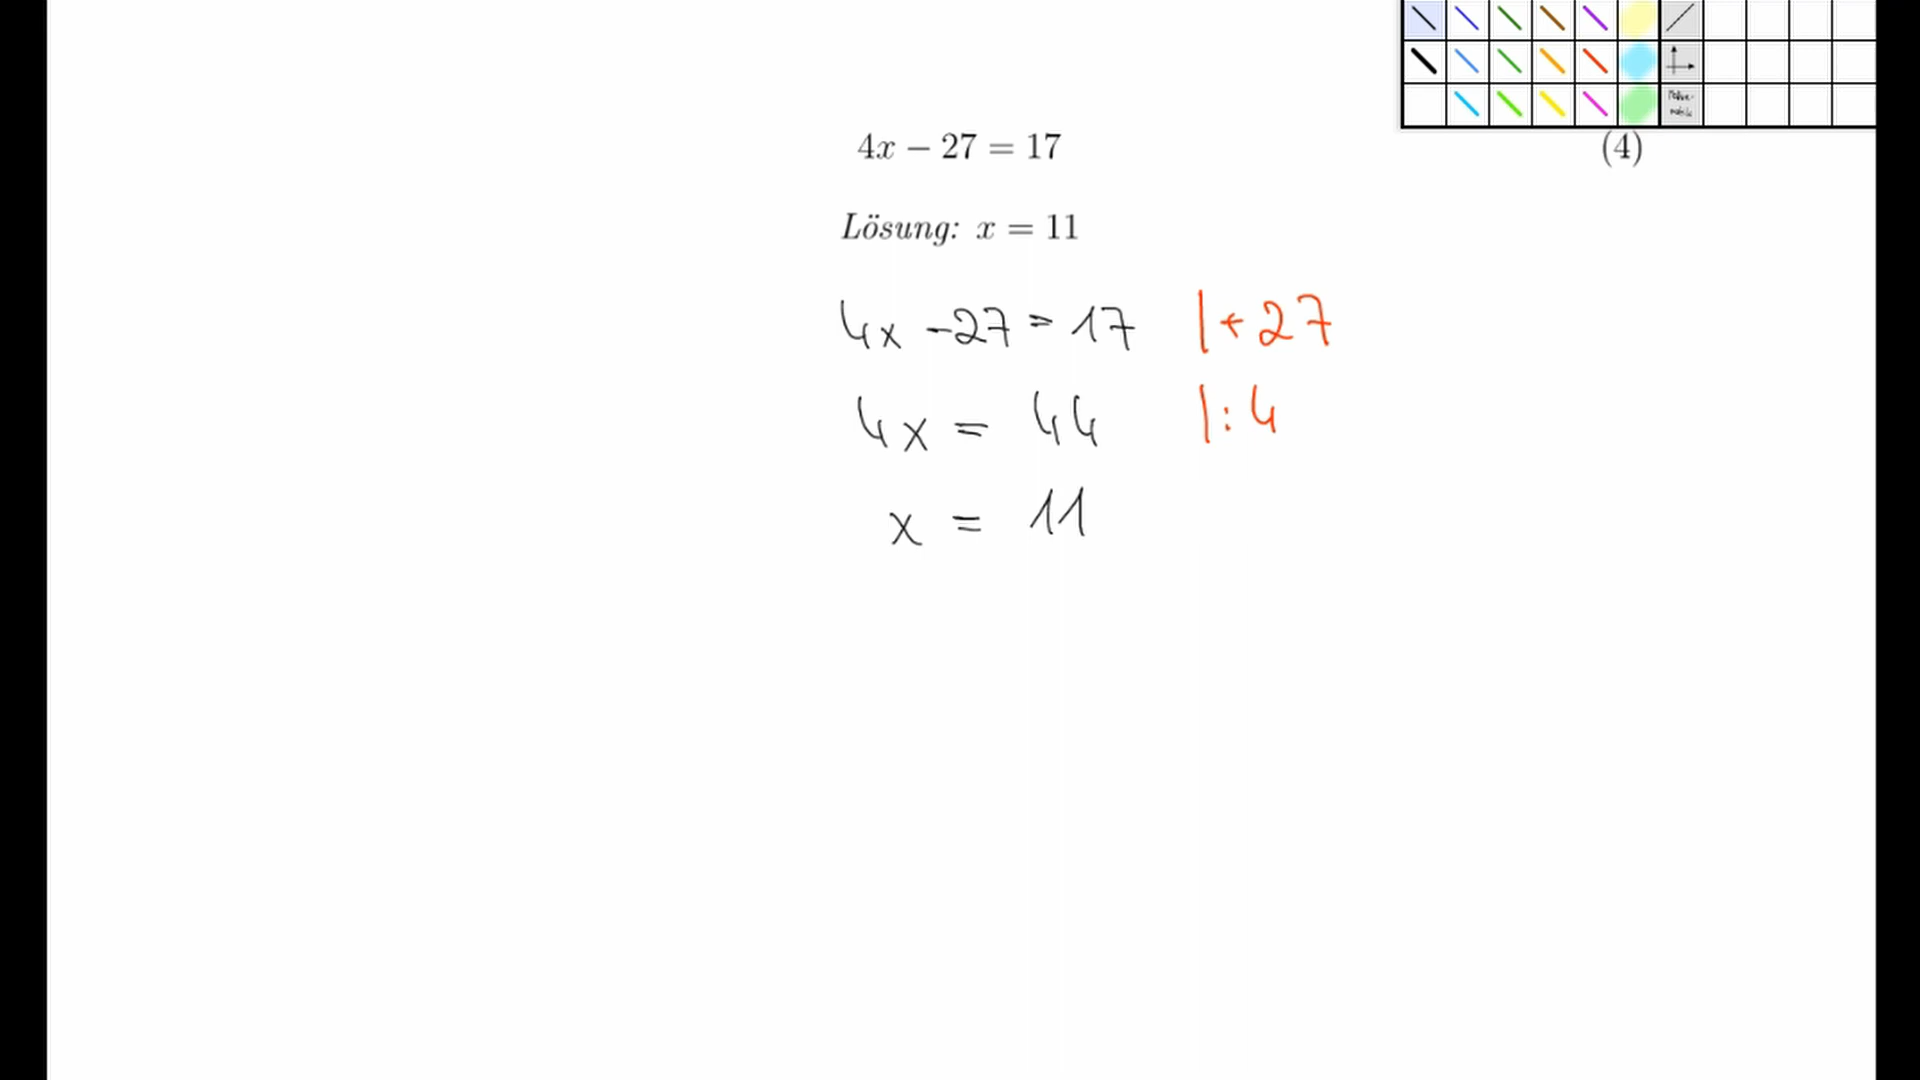 4x − 27 = 17 (4)
Lösung: x = 11
4x -27 = 17 |+27
4x = 44 |:4
x = 11